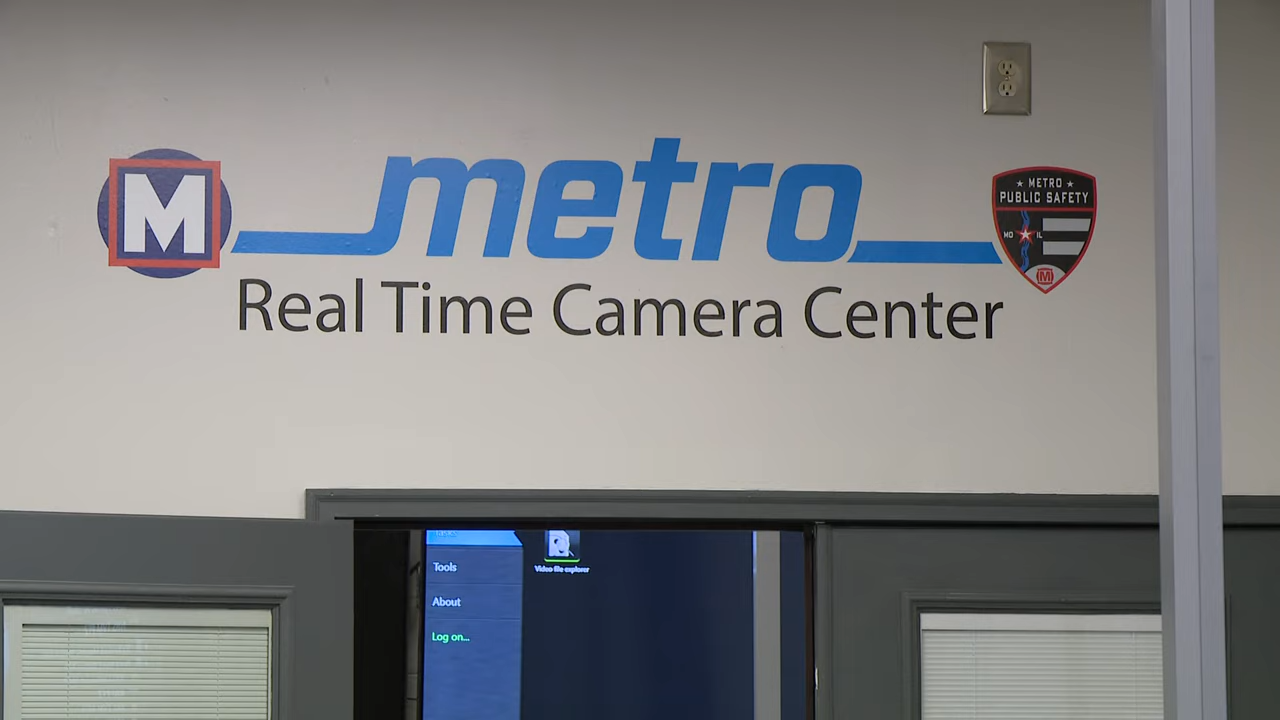 M
metro
★ METRO ★
PUBLIC SAFETY
MO IL
M
Real Time Camera Center
Video file explorer
Tools
About
Log on...